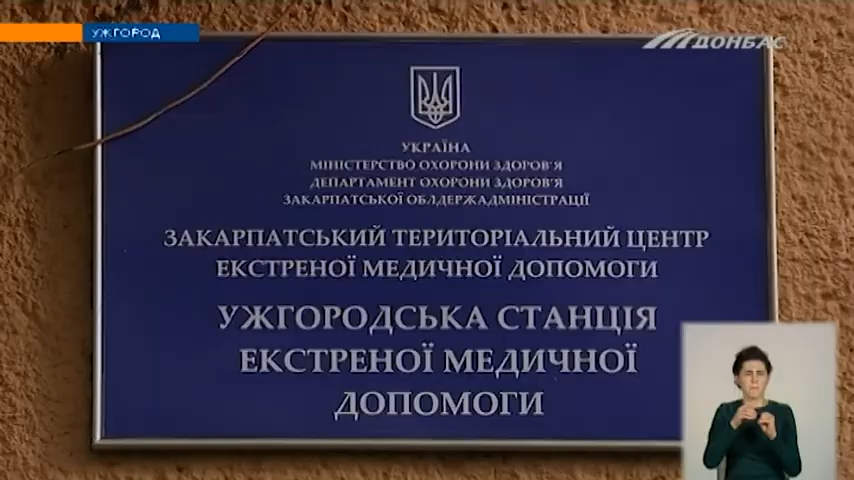 УЖГОРОД
ДОНБАС
УКРАЇНА
МІНІСТЕРСТВО ОХОРОНИ ЗДОРОВ'Я
ДЕПАРТАМЕНТ ОХОРОНИ ЗДОРОВ'Я
ЗАКАРПАТСЬКОЇ ОБЛДЕРЖАДМІНІСТРАЦІЇ
ЗАКАРПАТСЬКИЙ ТЕРИТОРІАЛЬНИЙ ЦЕНТР
ЕКСТРЕНОЇ МЕДИЧНОЇ ДОПОМОГИ
УЖГОРОДСЬКА СТАНЦІЯ
ЕКСТРЕНОЇ МЕДИЧНОЇ
ДОПОМОГИ